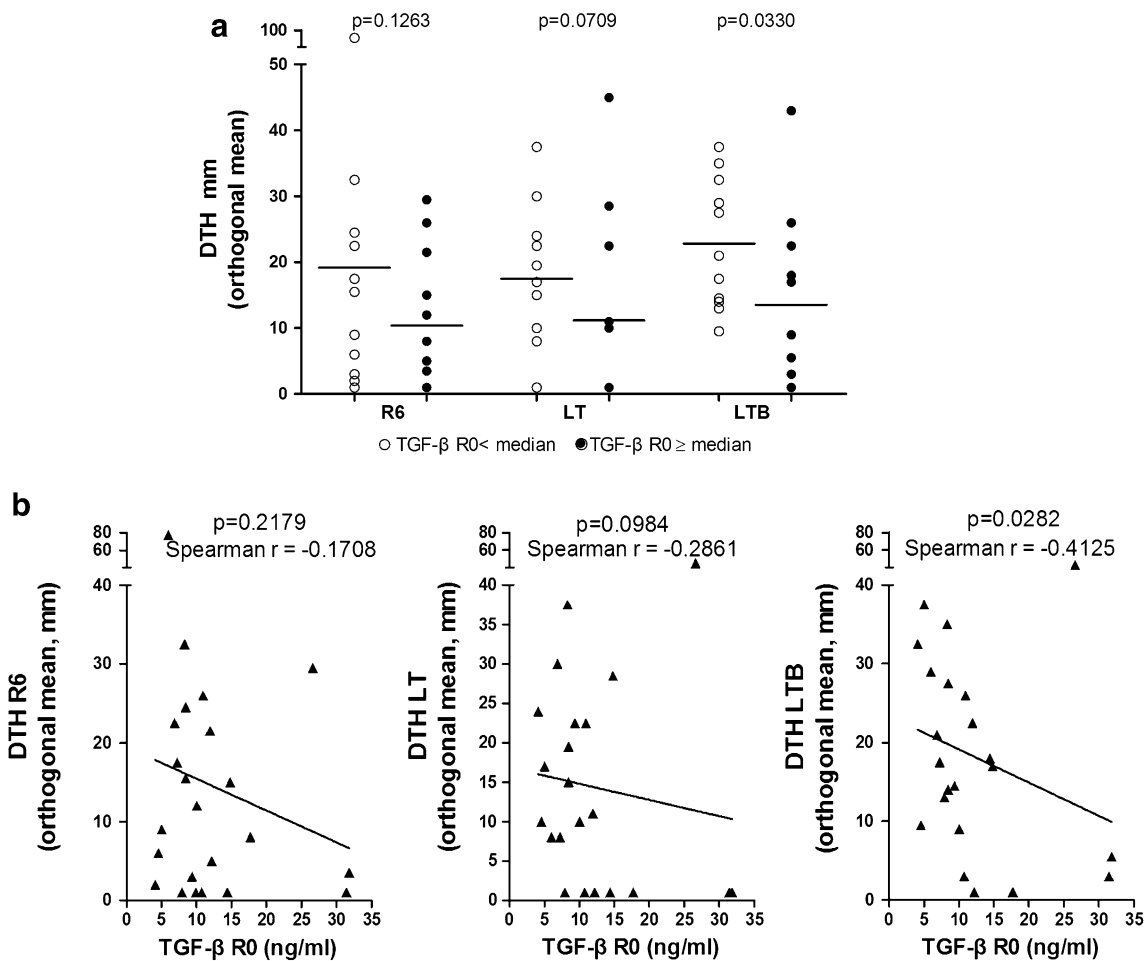 a
p=0.1263 p=0.0709 p=0.0330
100
50
40
30
20
10
0
DTH mm
(orthogonal mean)
R6 LT LTB
TGF-β R0< median TGF-β R0 ≥ median
b
p=0.2179
Spearman r = -0.1708
80
60
40
30
20
10
0
DTH R6
(orthogonal mean, mm)
0 5 10 15 20 25 30 35
TGF-β R0 (ng/ml)
p=0.0984
Spearman r = -0.2861
80
60
40
35
30
25
20
15
10
5
0
DTH LT
(orthogonal mean, mm)
0 5 10 15 20 25 30 35
TGF-β R0 (ng/ml)
p=0.0282
Spearman r = -0.4125
80
60
40
30
20
10
0
DTH LTB
(orthogonal mean, mm)
0 5 10 15 20 25 30 35
TGF-β R0 (ng/ml)